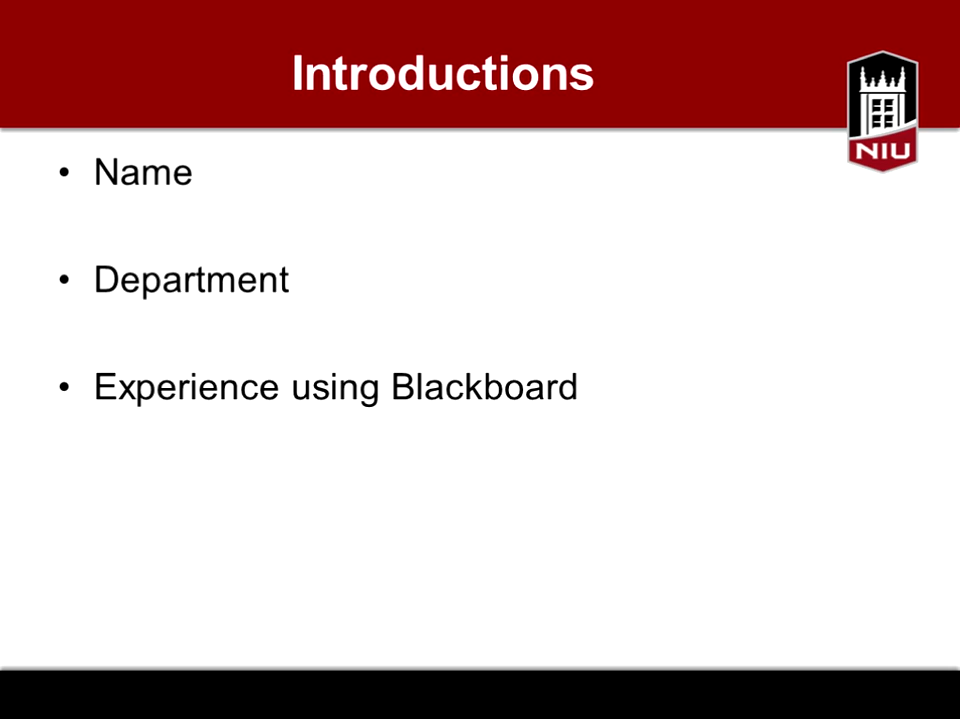 Introductions
NIU
• Name
• Department
• Experience using Blackboard